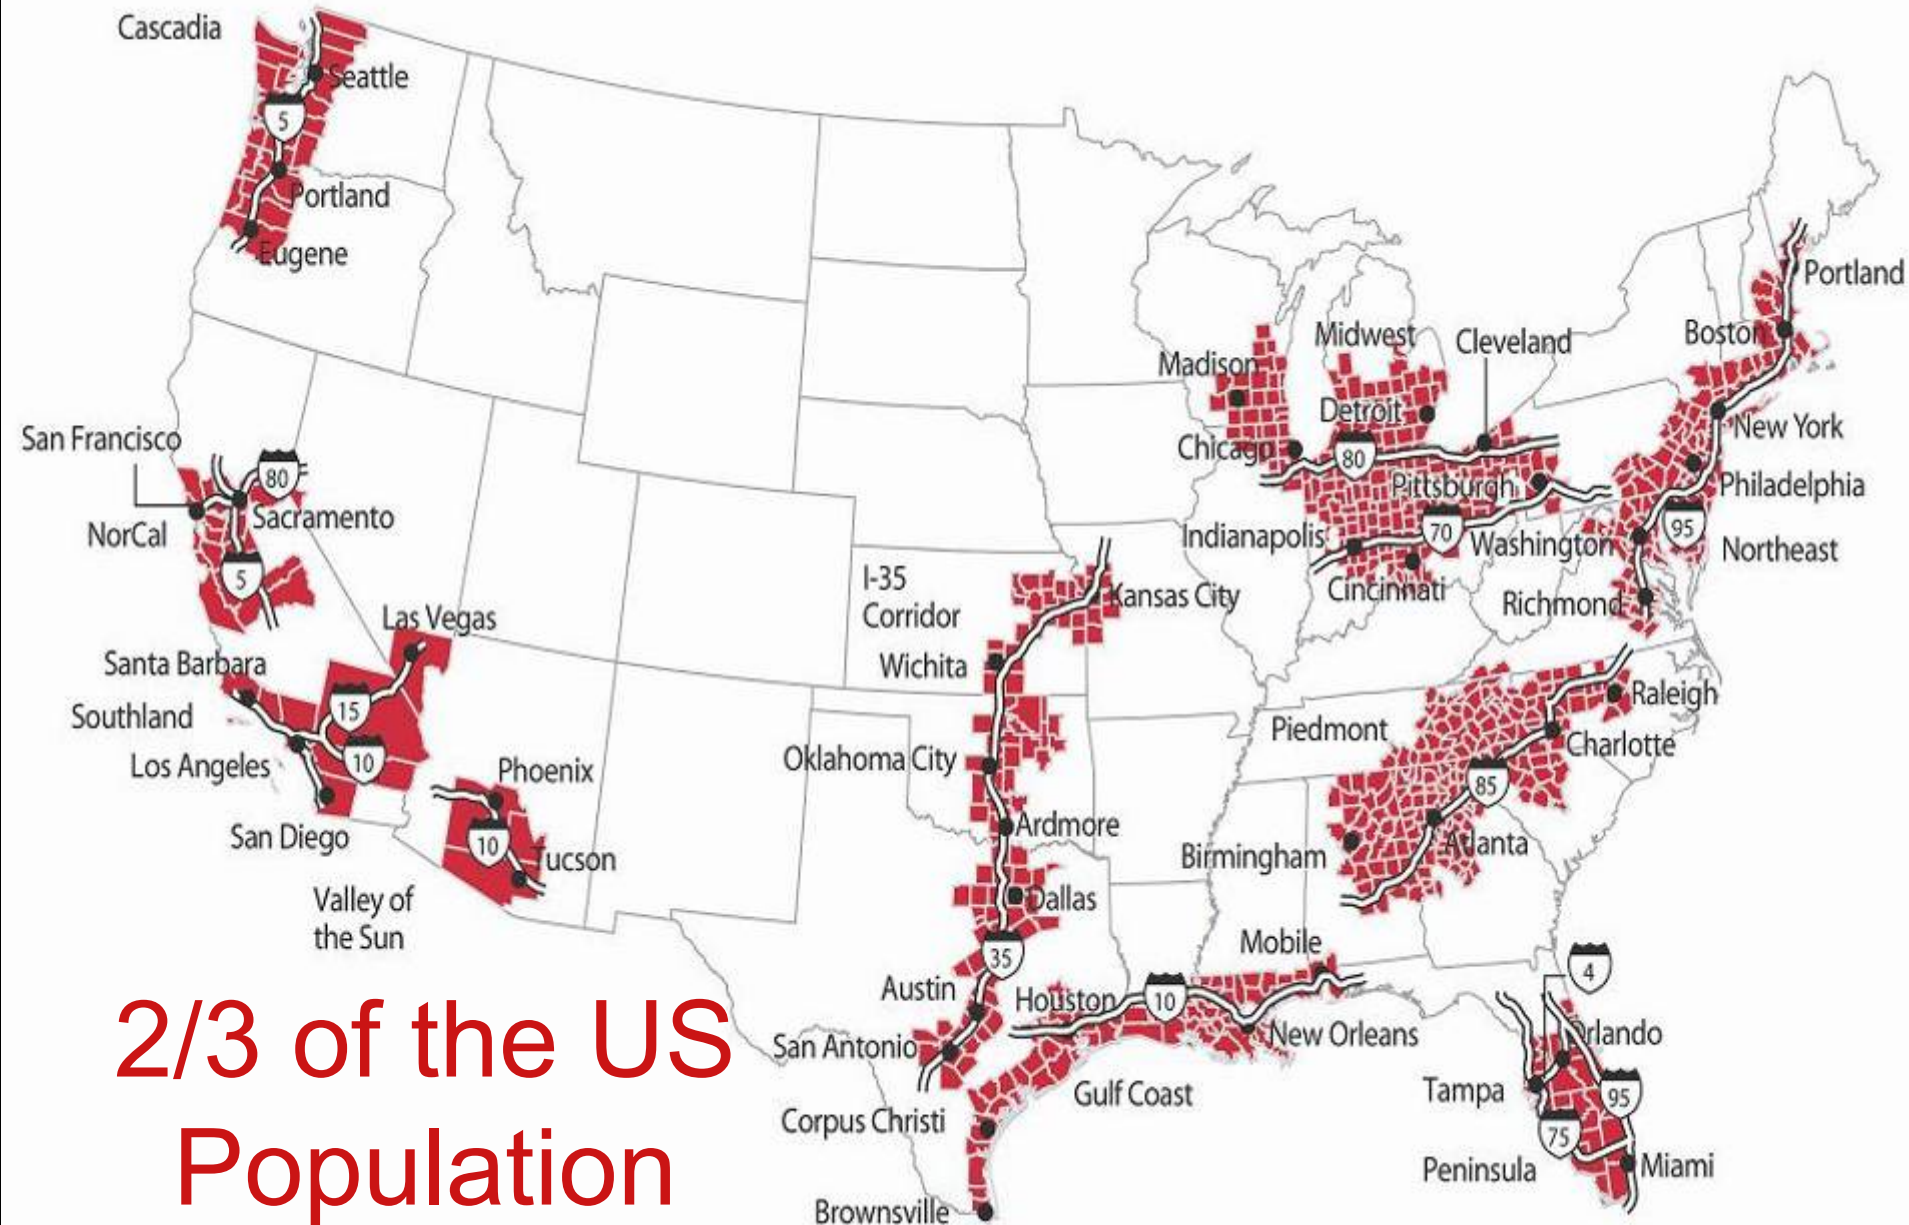 Cascadia
Seattle
5
Portland
Eugene
San Francisco
80
Sacramento
NorCal
5
Las Vegas
Santa Barbara
15
Southland
10
Los Angeles
San Diego
Phoenix
10
Tucson
Valley of
the Sun
I-35
Corridor
Kansas City
Wichita
Oklahoma City
Ardmore
Dallas
35
Austin
San Antonio
Corpus Christi
Brownsville
Houston
10
Mobile
New Orleans
Gulf Coast
Midwest
Cleveland
Madison
Detroit
Chicago
80
Pittsburgh
Indianapolis
70
Cincinnati
Portland
Boston
New York
Philadelphia
95
Washington
Northeast
Richmond
Piedmont
Raleigh
Charlotte
85
Atlanta
Birmingham
4
Orlando
Tampa
95
75
Peninsula
Miami
2/3 of the US
Population